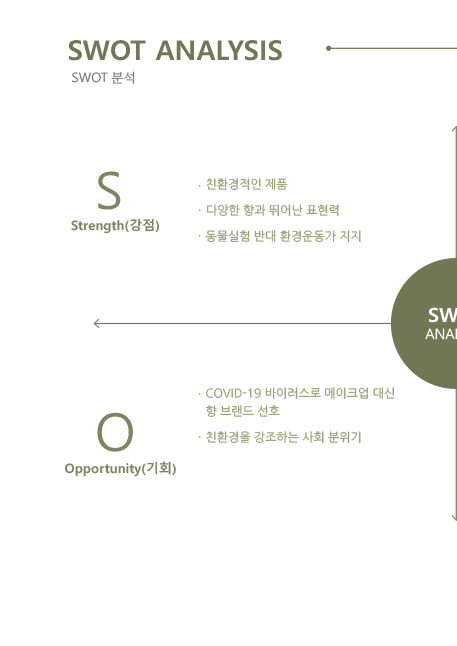 SWOT ANALYSIS
SWOT 분석
S
Strength(강점)
· 친환경적인 제품
· 다양한 향과 뛰어난 표현력
· 동물실험 반대 환경운동가 지지
SW
ANAL
O
Opportunity(기회)
· COVID-19 바이러스로 메이크업 대신
향 브랜드 선호
· 친환경을 강조하는 사회 분위기